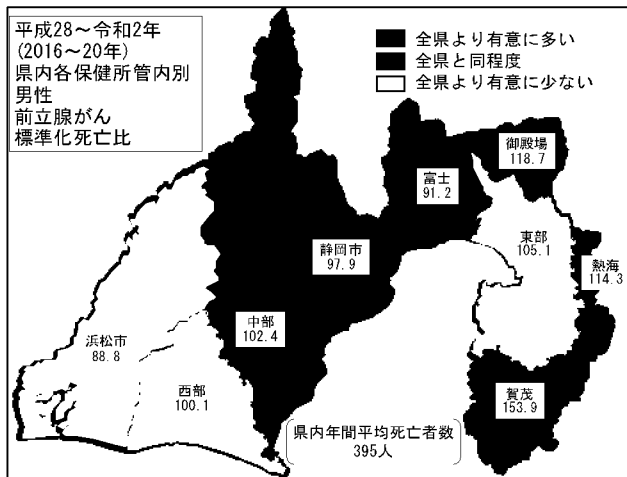 平成28～令和2年
(2016～20年)
県内各保健所管内別
男性
前立腺がん
標準化死亡比
全県より有意に多い
全県と同程度
全県より有意に少ない
御殿場
118.7
富士
91.2
東部
105.1
熱海
114.3
静岡市
97.9
中部
102.4
浜松市
88.8
西部
100.1
賀茂
153.9
県内年間平均死亡者数
395人